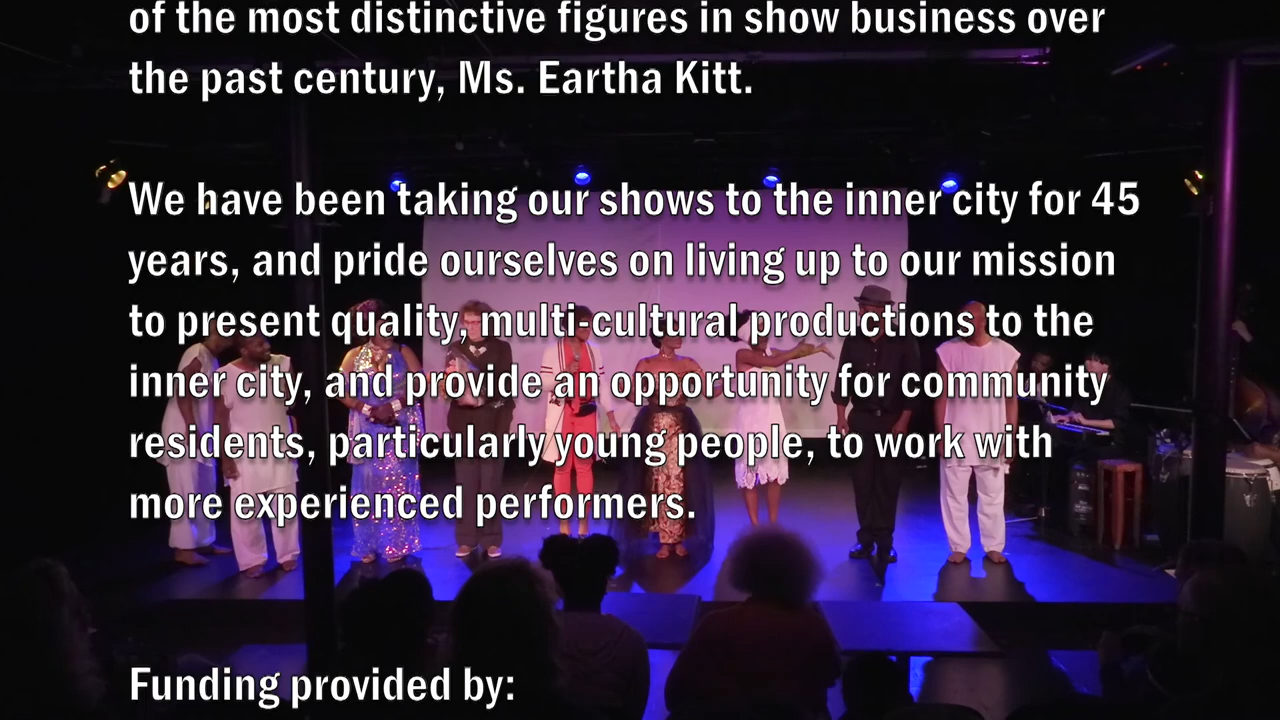 of the most distinctive figures in show business over
the past century, Ms. Eartha Kitt.
We have been taking our shows to the inner city for 45
years, and pride ourselves on living up to our mission
to present quality, multi-cultural productions to the
inner city, and provide an opportunity for community
residents, particularly young people, to work with
more experienced performers.
Funding provided by: